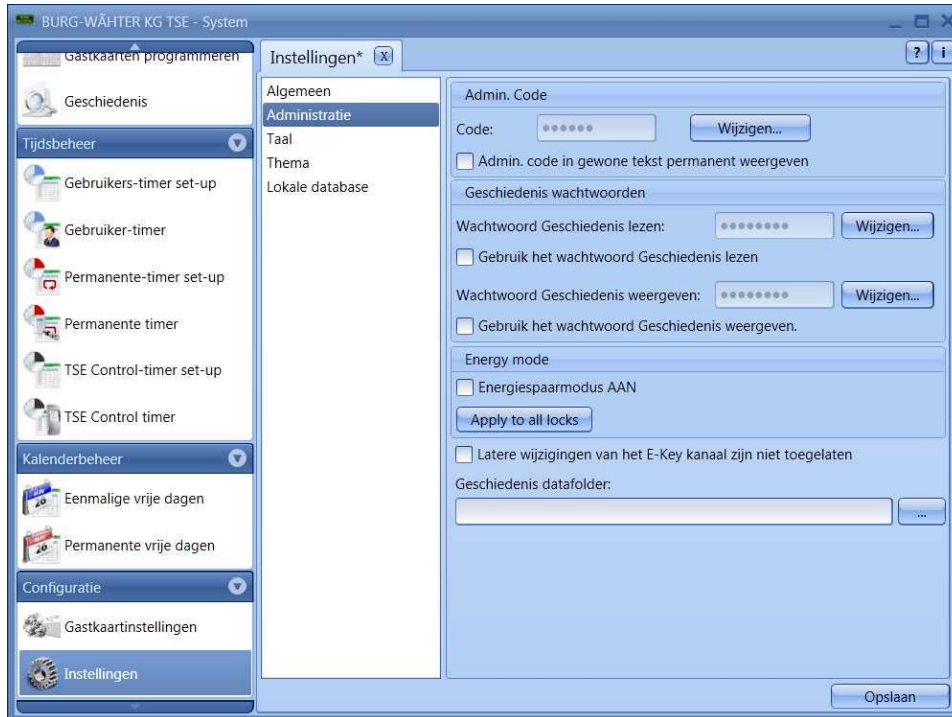 BURG-WÄHTER KG TSE - System
Gastkaarten programmeren
Geschiedenis
Tijdsbeheer
Gebruikers-timer set-up
Gebruiker-timer
Permanente-timer set-up
Permanente timer
TSE Control-timer set-up
TSE Control timer
Kalenderbeheer
Eenmalige vrije dagen
Permanente vrije dagen
Configuratie
Gastkaartinstellingen
Instellingen
Instellingen* X
? i
Algemeen
Administratie
Taal
Thema
Lokale database
Admin. Code
Code: ●●●●●● Wijzigen...
Admin. code in gewone tekst permanent weergeven
Geschiedenis wachtwoorden
Wachtwoord Geschiedenis lezen: ●●●●●●●● Wijzigen...
Gebruik het wachtwoord Geschiedenis lezen
Wachtwoord Geschiedenis weergeven: ●●●●●●●● Wijzigen...
Gebruik het wachtwoord Geschiedenis weergeven.
Energy mode
Energiespaarmodus AAN
Apply to all locks
Latere wijzigingen van het E-Key kanaal zijn niet toegelaten
Geschiedenis datafolder:
...
Opslaan